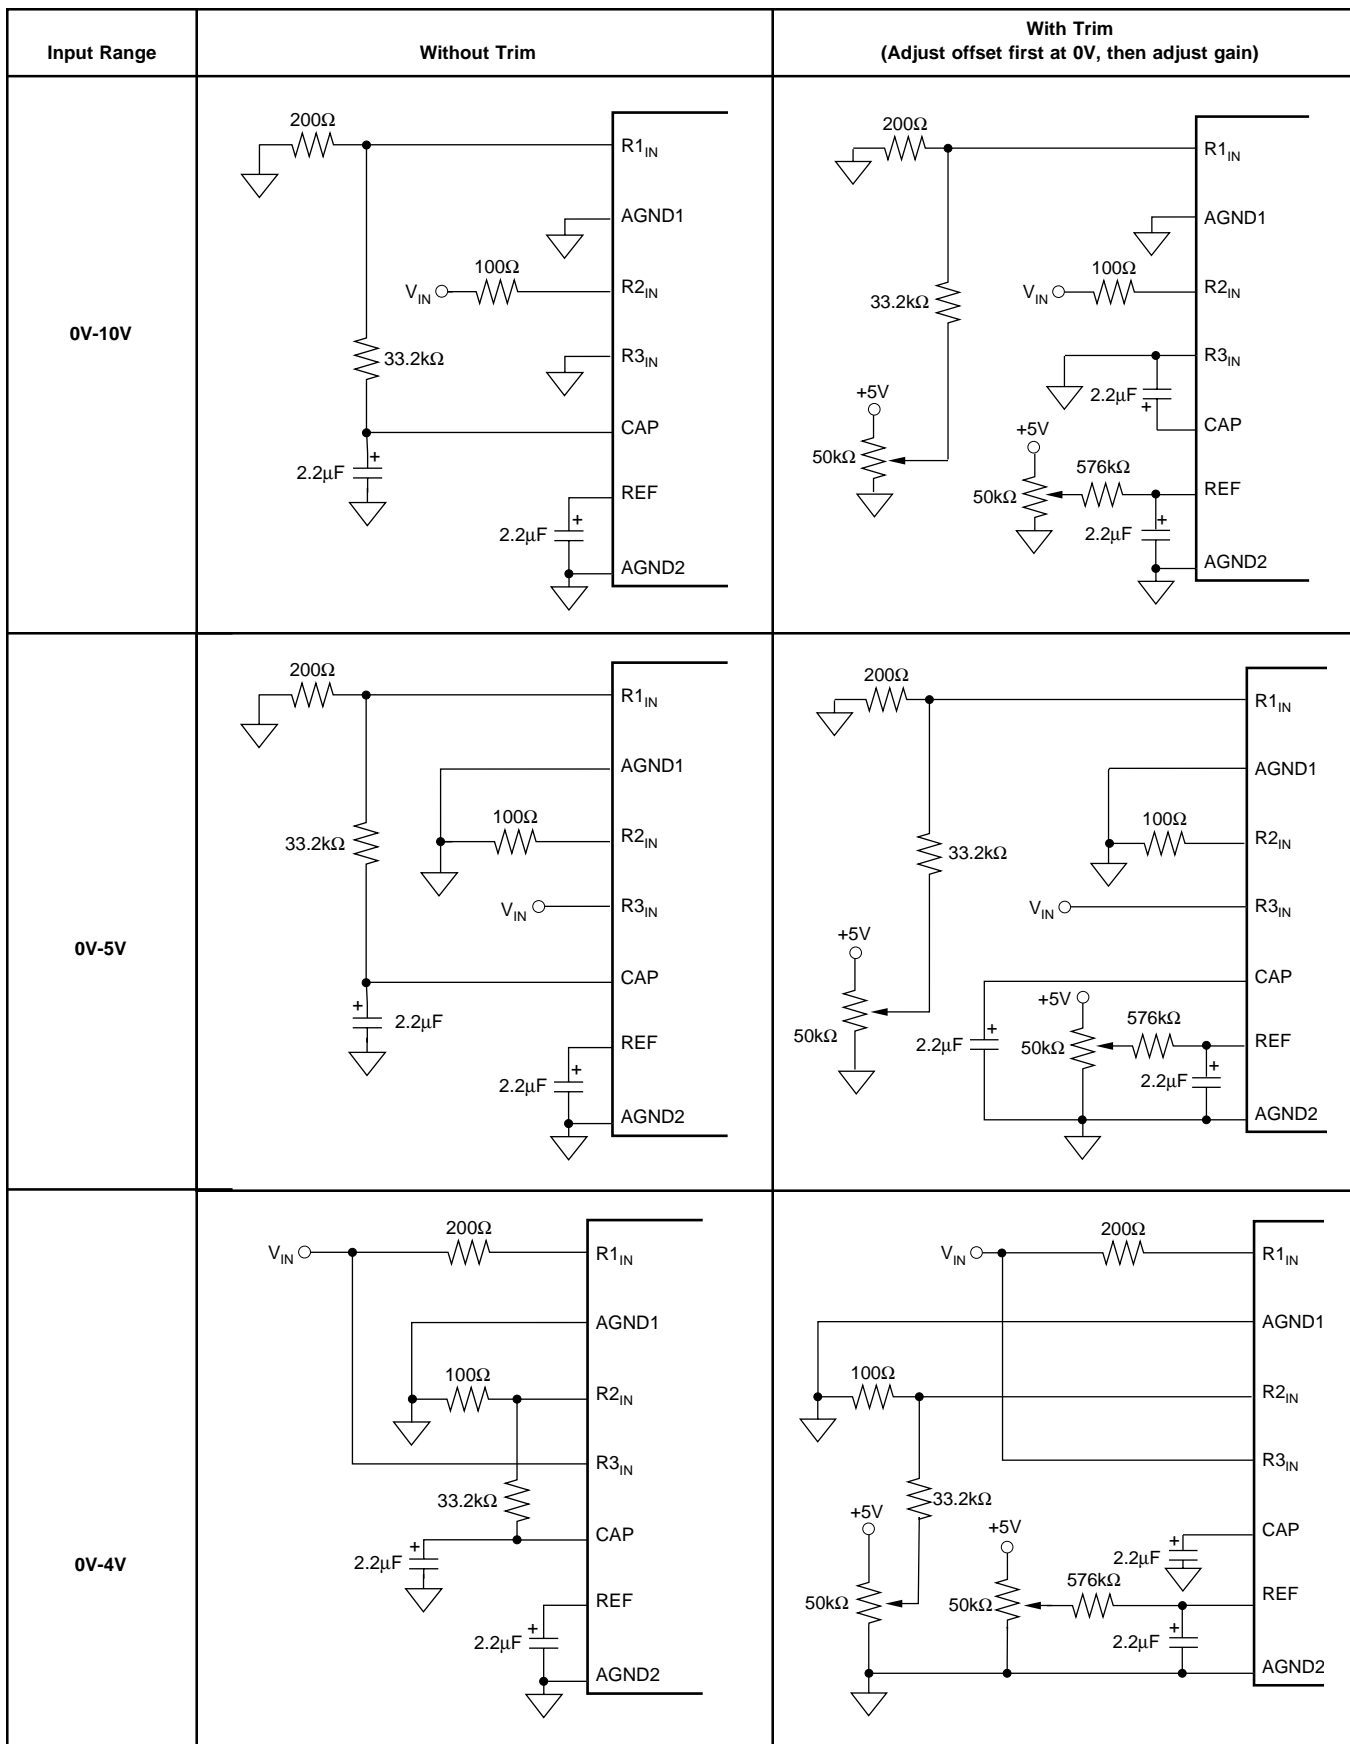 Input Range
Without Trim
With Trim
(Adjust offset first at 0V, then adjust gain)
0V-10V
200Ω
R1IN
AGND1
100Ω
VIN
R2IN
33.2kΩ
R3IN
CAP
+
2.2µF
REF
+
2.2µF
AGND2
200Ω
R1IN
AGND1
100Ω
VIN
R2IN
33.2kΩ
R3IN
2.2µF
+
+5V
CAP
+5V
50kΩ
576kΩ
REF
50kΩ
+
2.2µF
AGND2
0V-5V
200Ω
R1IN
AGND1
100Ω
R2IN
33.2kΩ
VIN
R3IN
CAP
+
2.2µF
REF
+
2.2µF
AGND2
200Ω
R1IN
AGND1
100Ω
R2IN
33.2kΩ
VIN
R3IN
+5V
CAP
+5V
576kΩ
+
50kΩ
2.2µF
50kΩ
REF
+
2.2µF
AGND2
0V-4V
200Ω
VIN
R1IN
AGND1
100Ω
R2IN
R3IN
33.2kΩ
CAP
+
2.2µF
REF
+
2.2µF
AGND2
200Ω
VIN
R1IN
AGND1
100Ω
R2IN
R3IN
33.2kΩ
+5V
+5V
CAP
+
2.2µF
576kΩ
REF
50kΩ
50kΩ
+
2.2µF
AGND2